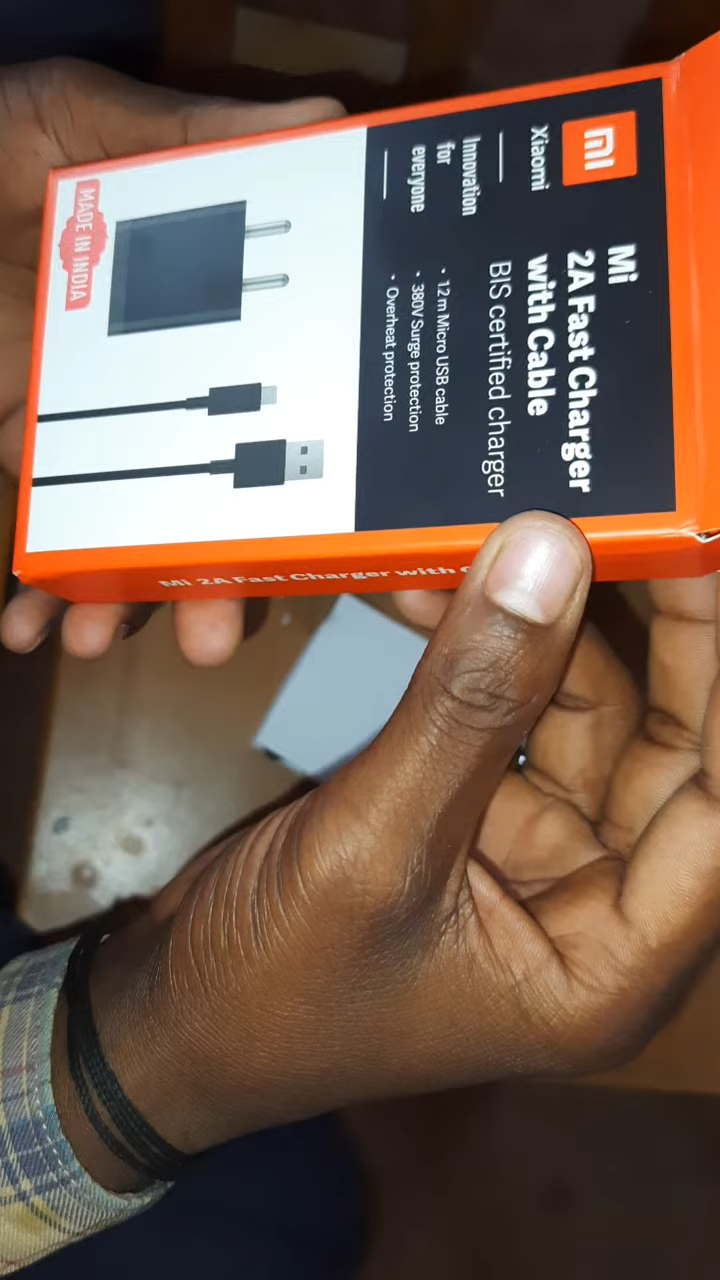 MI
Xiaomi
Innovation
for
everyone
Mi
2A Fast Charger
with Cable
BIS certified charger
• 1.2 m Micro USB cable
• 380V Surge protection
• Overheat protection
MADE IN INDIA
Mi 2A Fast Charger with